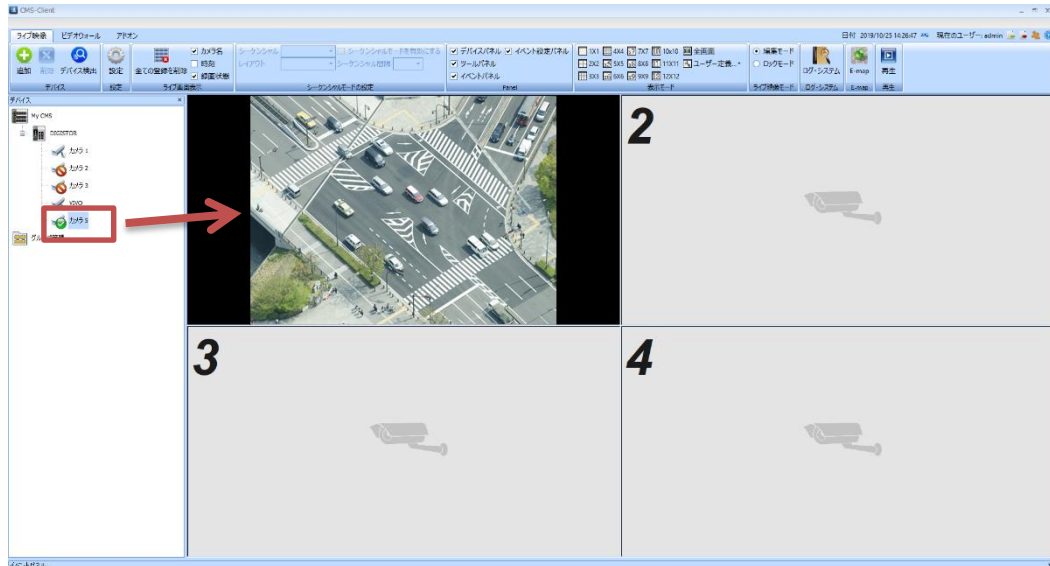 CMS-Client
ライブ映像 ビデオウォール アドオン 日付 2019/10/25 14:26:47 現在のユーザー: admin
追加 削除 デバイス検出 設定 全ての登録を削除 カメラ名 時刻 録画状態
シーケンシャル シーケンシャルモードを有効にする
レイアウト シーケンシャル間隔
デバイスパネル イベント設定パネル
ツールパネル
イベントパネル
1X1 4X4 7X7 10x10 全画面
2X2 5X5 8X8 11X11 ユーザー定義...
3X3 6X6 9X9 12X12
編集モード
ロックモード
ログ・システム E-map 再生
デバイス 設定 ライブ画面表示 シーケンシャルモードの設定 Panel 表示モード ライブ映像モード ログ・システム E-map 再生
デバイス ×
My CMS
DIGISTOR
カメラ 1
カメラ 2
カメラ 3
VIVO
カメラ 5
2
3
4
イベントパネル